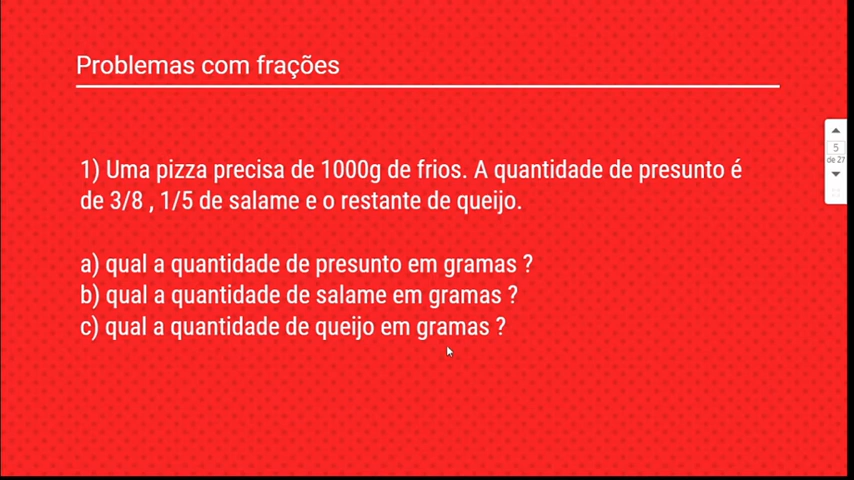 Problemas com frações
1) Uma pizza precisa de 1000g de frios. A quantidade de presunto é
de 3/8 , 1/5 de salame e o restante de queijo.
a) qual a quantidade de presunto em gramas ?
b) qual a quantidade de salame em gramas ?
c) qual a quantidade de queijo em gramas ?
5
de 27